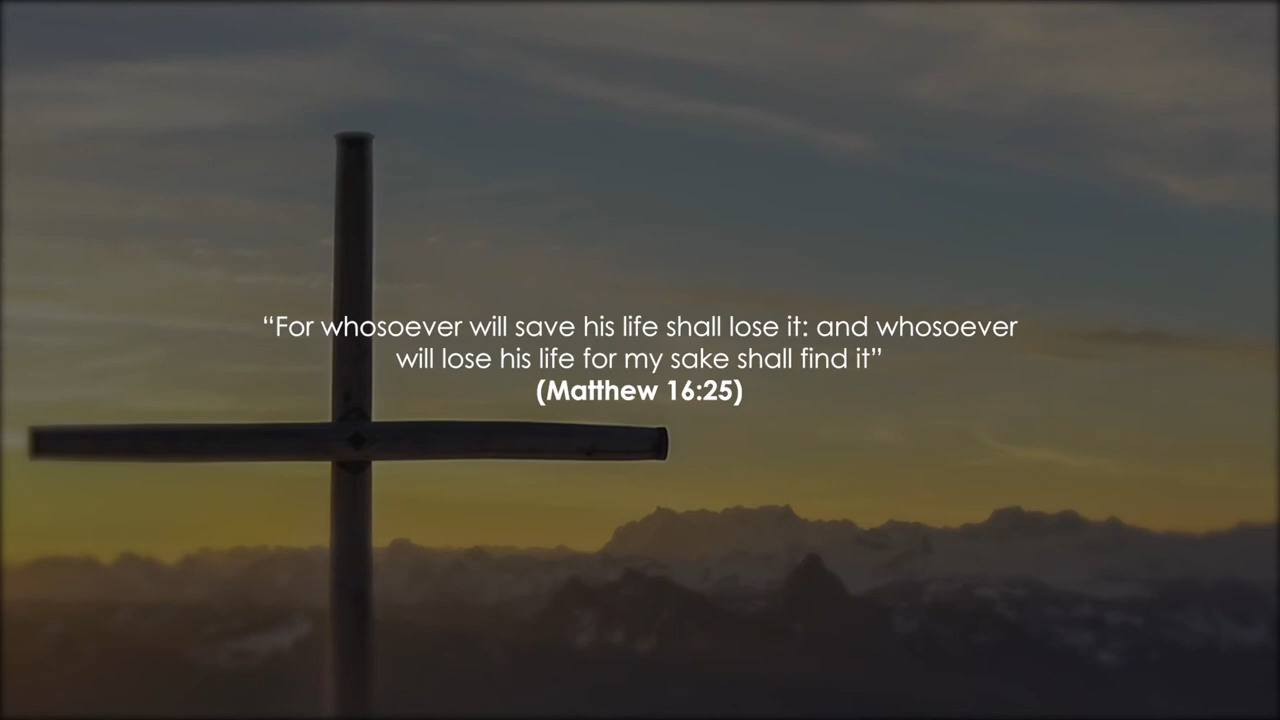 “For whosoever will save his life shall lose it: and whosoever
will lose his life for my sake shall find it”
(Matthew 16:25)